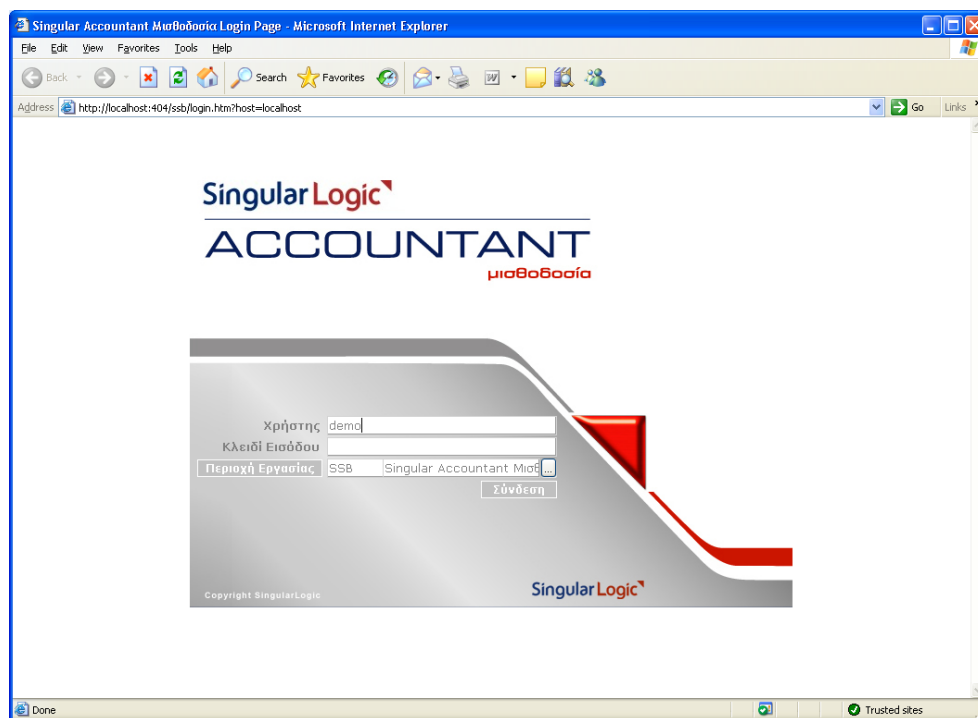 Singular Accountant Μισθοδοσία Login Page - Microsoft Internet Explorer
File Edit View Favorites Tools Help
Back Search Favorites
Address http://localhost:404/ssb/login.htm?host=localhost Go Links
SingularLogic
ACCOUNTANT
μισθοδοσία
Χρήστης demo
Κλειδί Εισόδου
Περιοχή Εργασίας SSB Singular Accountant Μισθ ...
Σύνδεση
Copyright SingularLogic
SingularLogic
Done Trusted sites